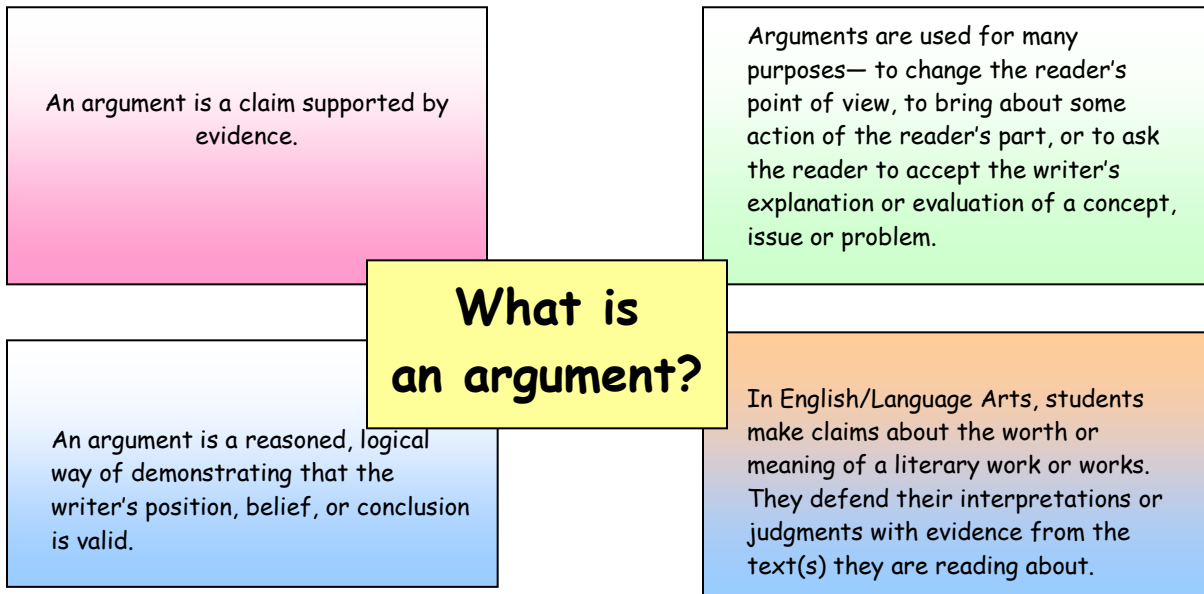 An argument is a claim supported by
evidence.
Arguments are used for many
purposes— to change the reader's
point of view, to bring about some
action of the reader's part, or to ask
the reader to accept the writer's
explanation or evaluation of a concept,
issue or problem.
What is
an argument?
An argument is a reasoned, logical
way of demonstrating that the
writer's position, belief, or conclusion
is valid.
In English/Language Arts, students
make claims about the worth or
meaning of a literary work or works.
They defend their interpretations or
judgments with evidence from the
text(s) they are reading about.